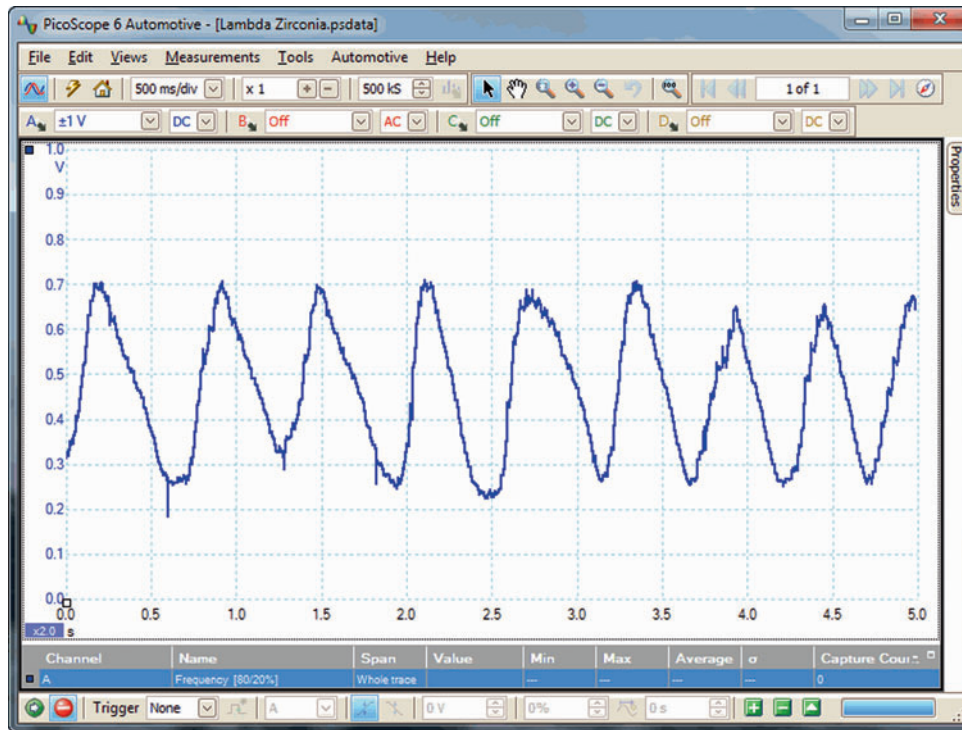 PicoScope 6 Automotive - [Lambda Zirconia.psdata]
File Edit Views Measurements Tools Automotive Help
500 ms/div x 1 + - 500 kS 1 of 1
A ±1 V DC B Off AC C Off DC D Off DC
Properties
1.0
V
0.9
0.8
0.7
0.6
0.5
0.4
0.3
0.2
0.1
0.0
0.0 0.5 1.0 1.5 2.0 2.5 3.0 3.5 4.0 4.5 5.0
x2.0 s
Channel Name Span Value Min Max Average σ
A Frequency [80/20%] Whole trace --- --- --- --- 0
Trigger None A 0 V 0% 0 s